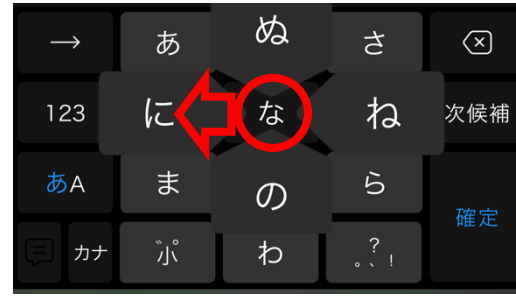 → あ ぬ さ
123 に な ね 次候補
あA ま の ら 確定
カナ ゛゜小 わ 。、?!